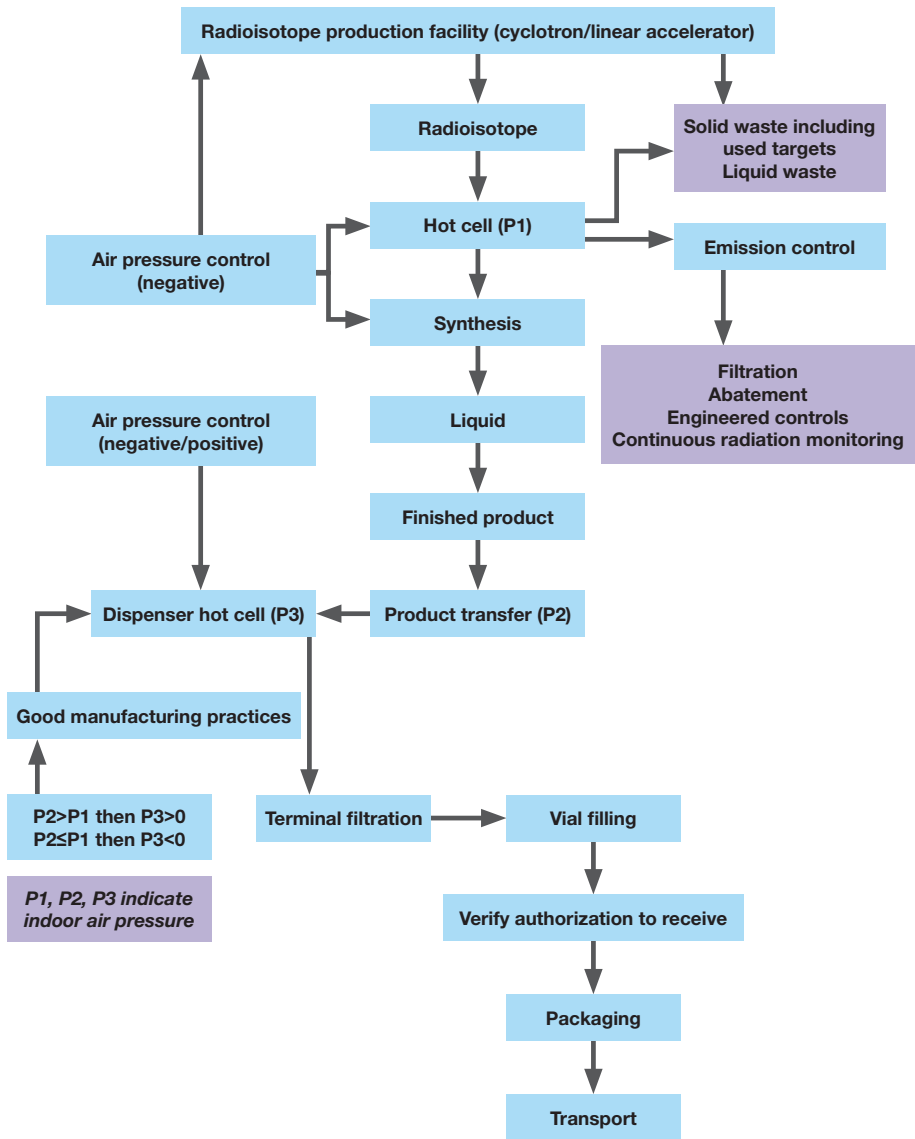 Radioisotope production facility (cyclotron/linear accelerator)
Radioisotope
Solid waste including
used targets
Liquid waste
Hot cell (P1)
Emission control
Air pressure control
(negative)
Synthesis
Filtration
Abatement
Engineered controls
Continuous radiation monitoring
Air pressure control
(negative/positive)
Liquid
Finished product
Dispenser hot cell (P3)
Product transfer (P2)
Good manufacturing practices
P2>P1 then P3>0
P2≤P1 then P3<0
Terminal filtration
Vial filling
P1, P2, P3 indicate
indoor air pressure
Verify authorization to receive
Packaging
Transport